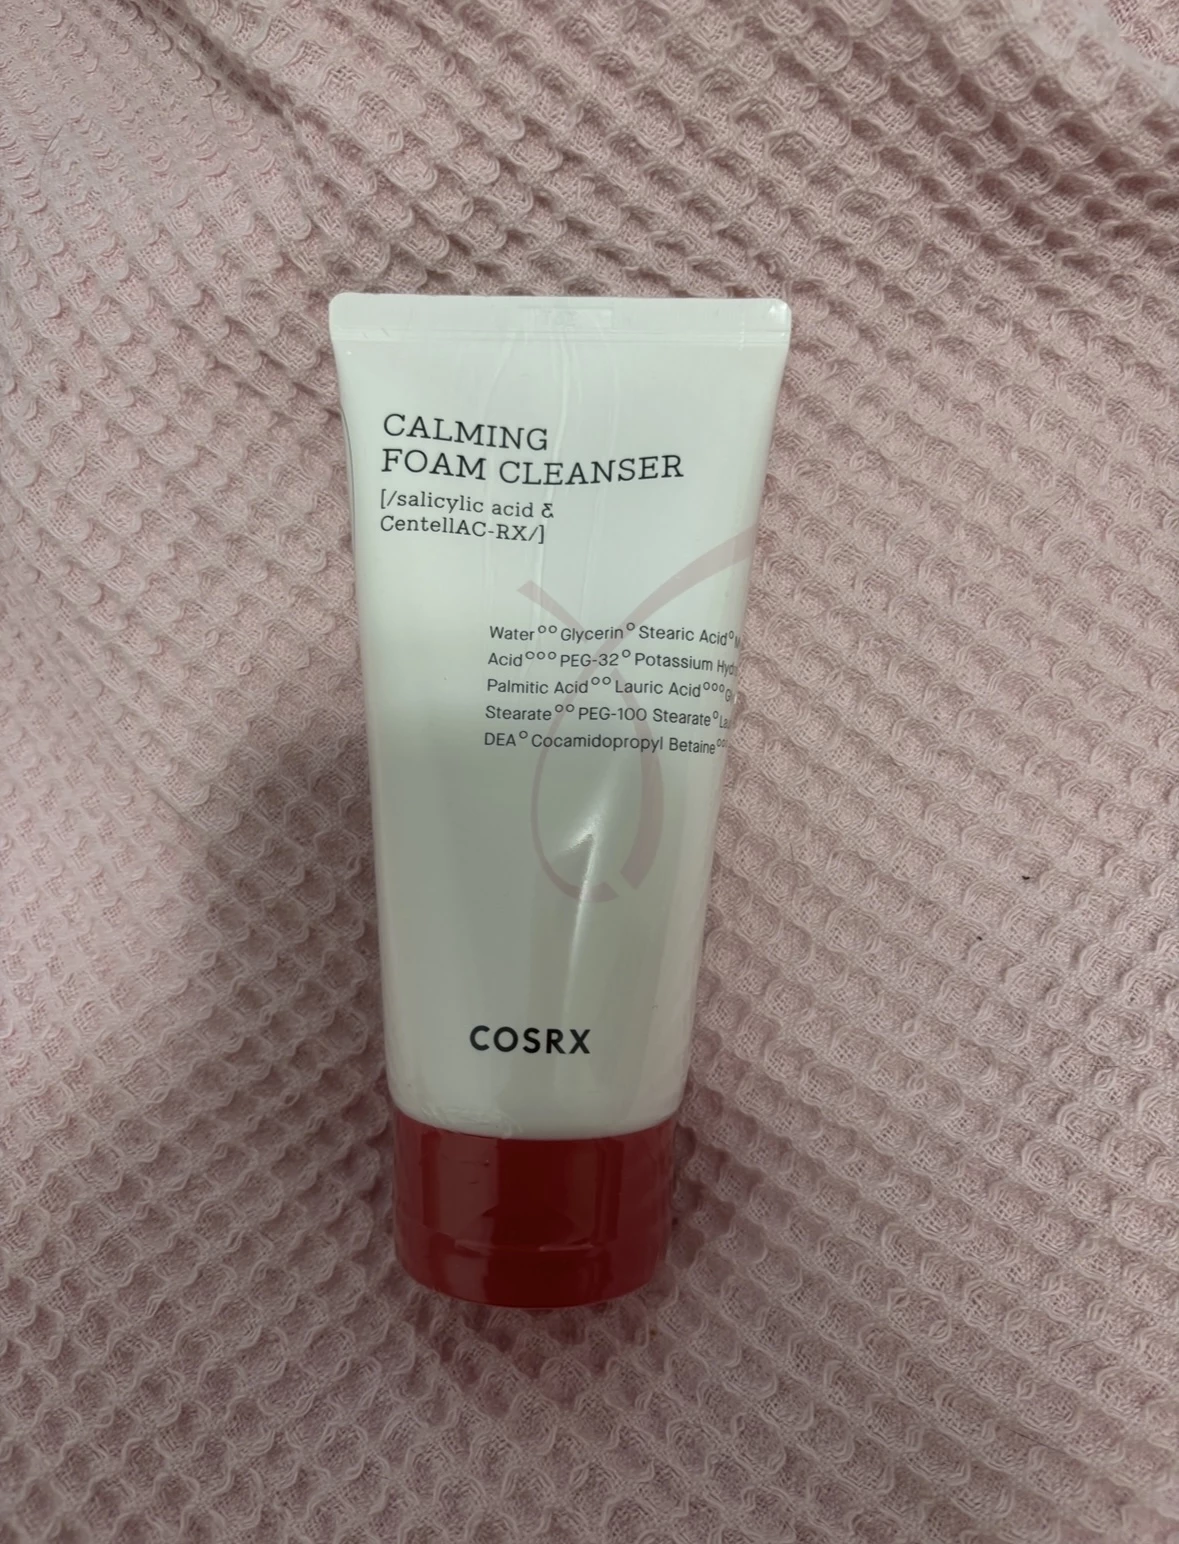 CALMING
FOAM CLEANSER
[/salicylic acid &
CentellAC-RX/]
Water°° Glycerin° Stearic Acid°
Acid°°° PEG-32° Potassium
Palmitic Acid°° Lauric Acid°°°
Stearate°° PEG-100 Stearate°
DEA° Cocamidopropyl Betaine°°
COSRX